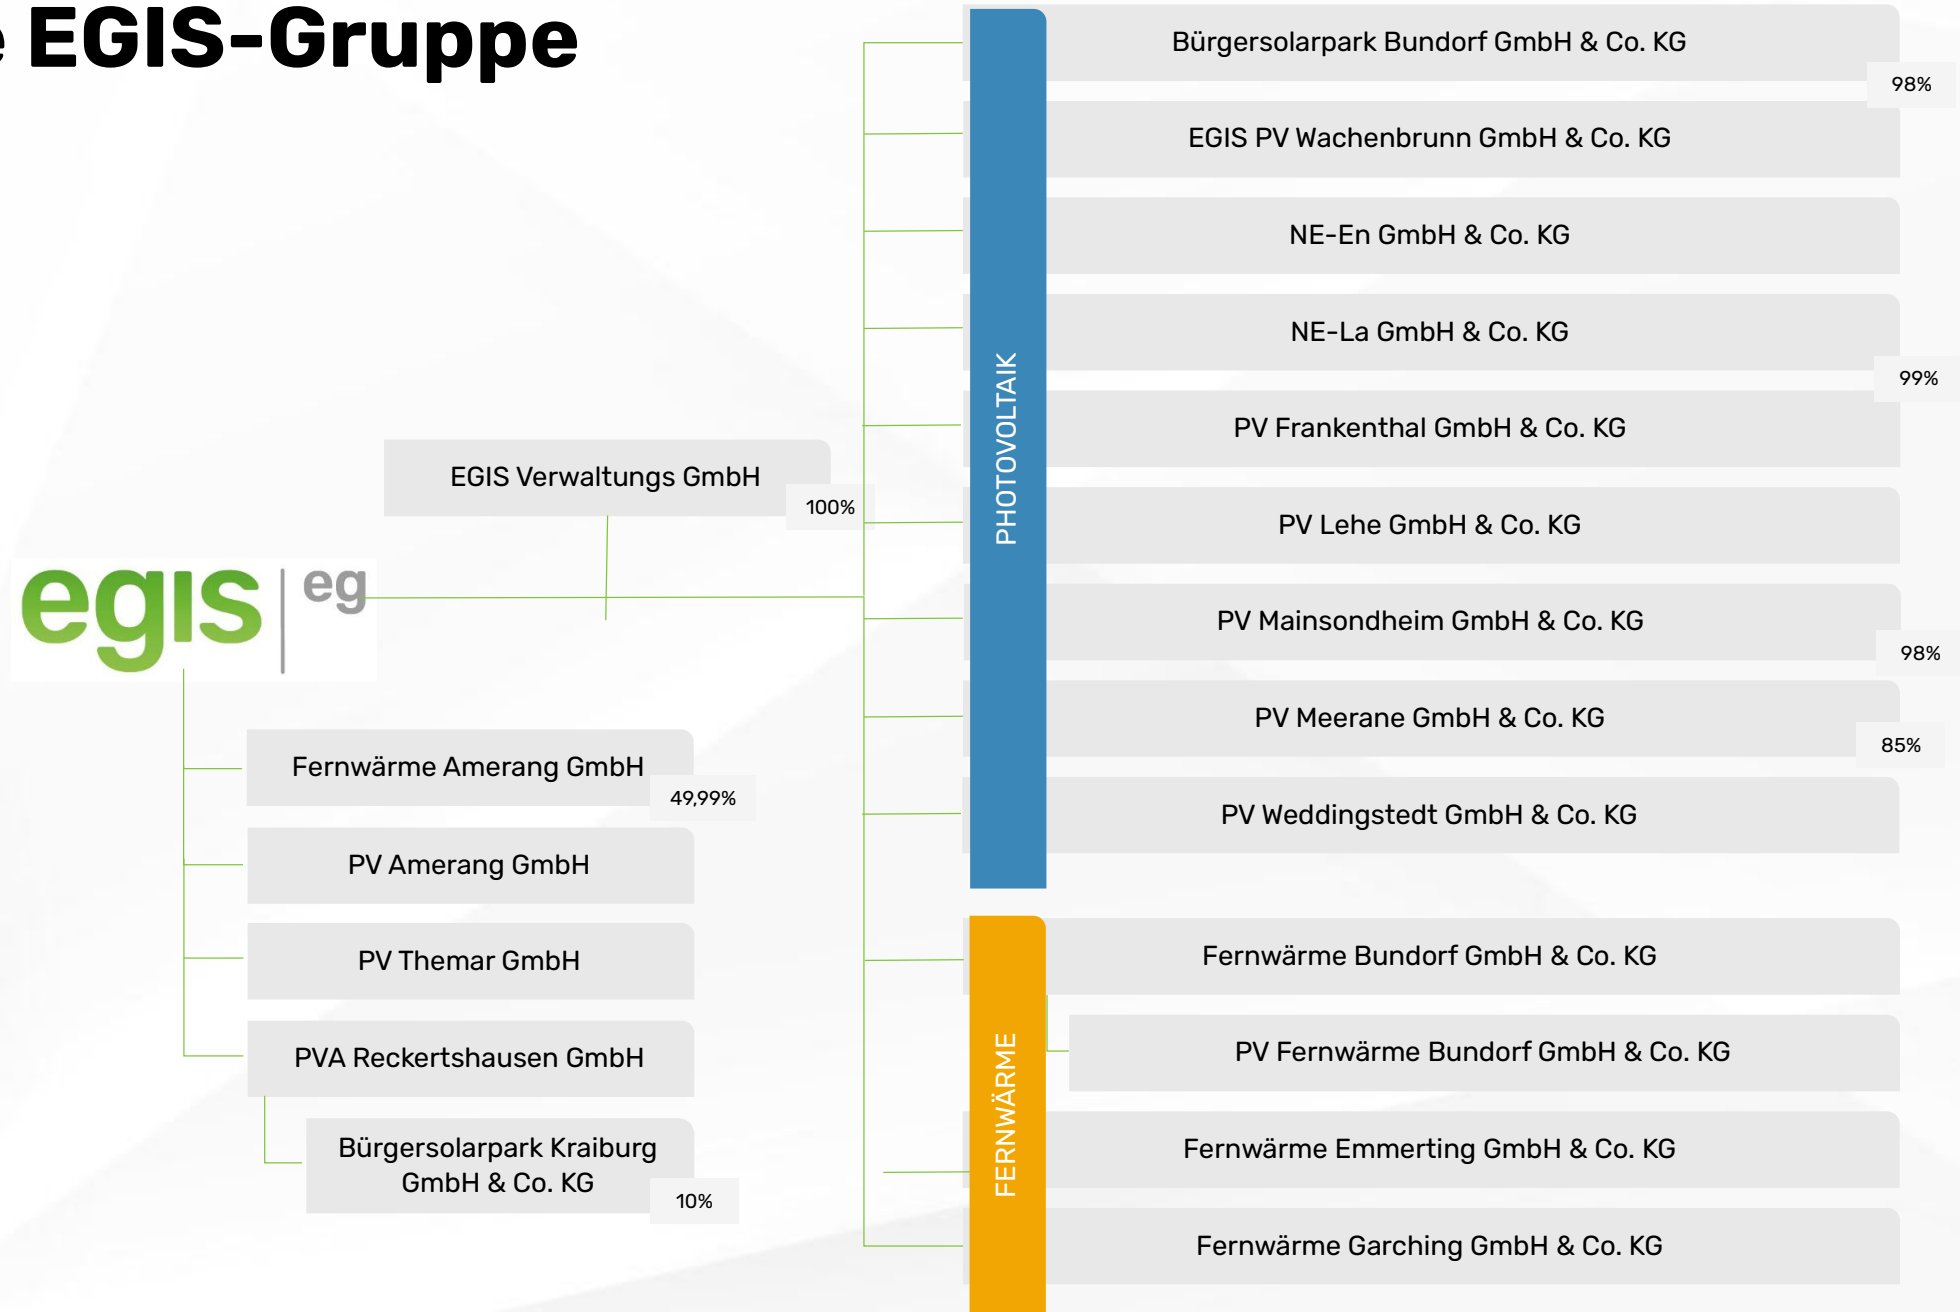 e EGIS-Gruppe
EGIS Verwaltungs GmbH
100%
egis | eg
Fernwärme Amerang GmbH
49,99%
PV Amerang GmbH
PV Themar GmbH
PVA Reckertshausen GmbH
Bürgersolarpark Kraiburg
GmbH & Co. KG
10%
PHOTOVOLTAIK
Bürgersolarpark Bundorf GmbH & Co. KG
98%
EGIS PV Wachenbrunn GmbH & Co. KG
NE-En GmbH & Co. KG
NE-La GmbH & Co. KG
99%
PV Frankenthal GmbH & Co. KG
PV Lehe GmbH & Co. KG
PV Mainsondheim GmbH & Co. KG
98%
PV Meerane GmbH & Co. KG
85%
PV Weddingstedt GmbH & Co. KG
FERNWÄRME
Fernwärme Bundorf GmbH & Co. KG
PV Fernwärme Bundorf GmbH & Co. KG
Fernwärme Emmerting GmbH & Co. KG
Fernwärme Garching GmbH & Co. KG